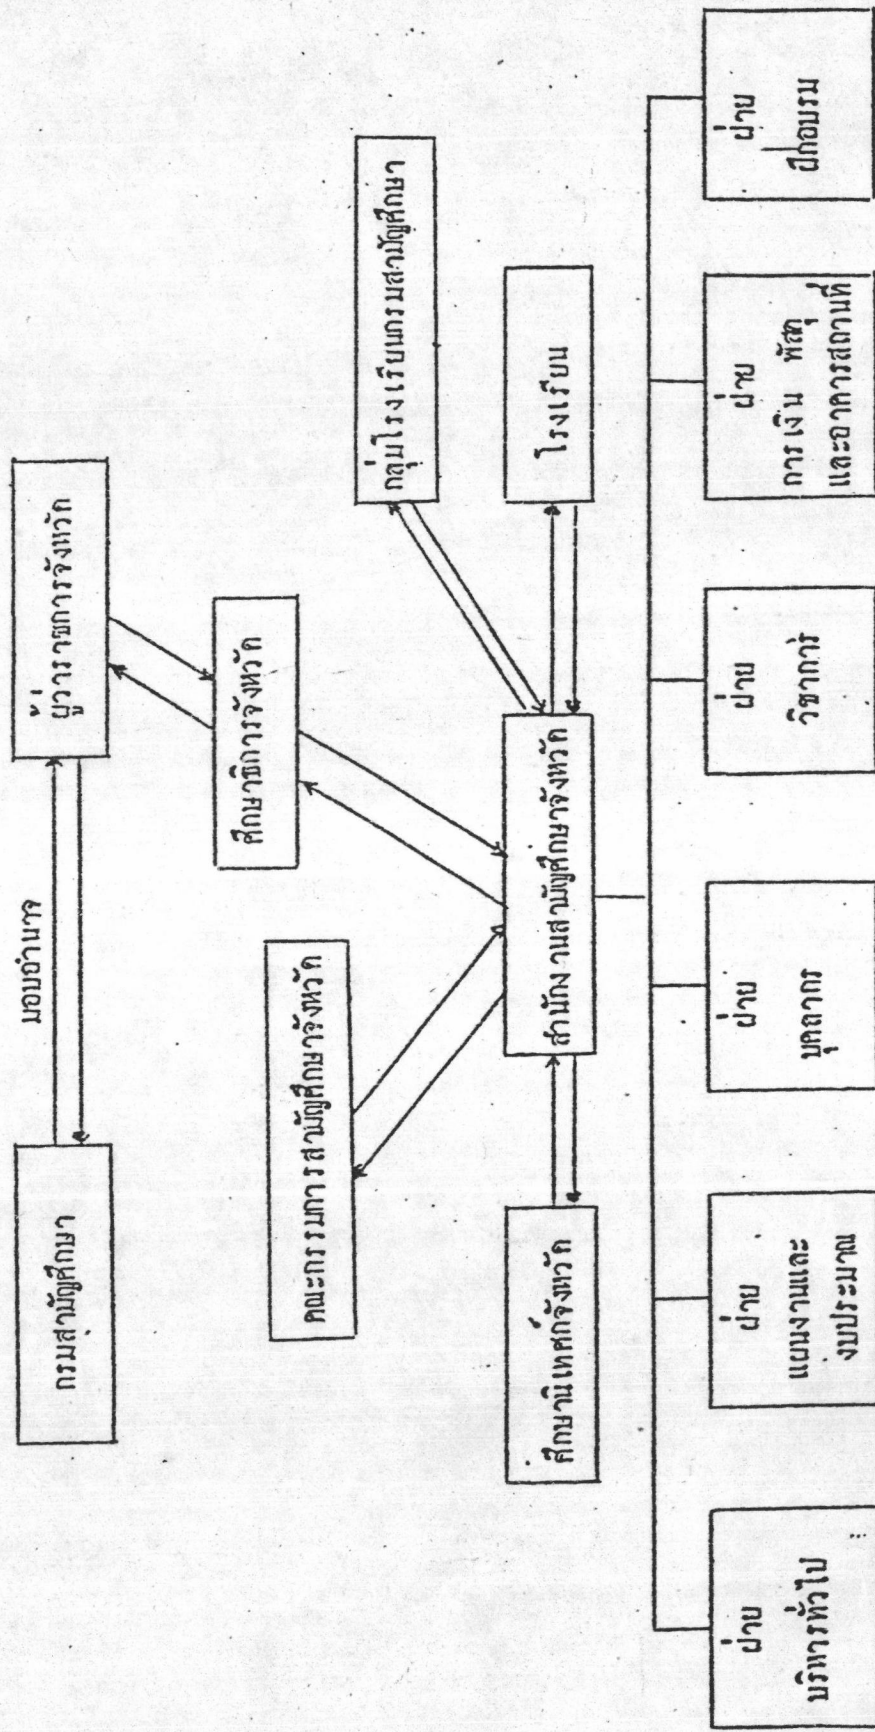 มอบอำนาจ
กรมสามัญศึกษา
ผู้ว่าราชการจังหวัด
ศึกษาธิการจังหวัด
คณะกรรมการสามัญศึกษาจังหวัด
กลุ่มโรงเรียนกรมสามัญศึกษา
ศึกษานิเทศก์จังหวัด
สำนักงานสามัญศึกษาจังหวัด
โรงเรียน
ฝ่าย
บริหารทั่วไป
ฝ่าย
แผนงานและ
งบประมาณ
ฝ่าย
บุคลากร
ฝ่าย
วิชาการ
ฝ่าย
การเงิน พัสดุ
และอาคารสถานที่
ฝ่าย
ฝึกอบรม